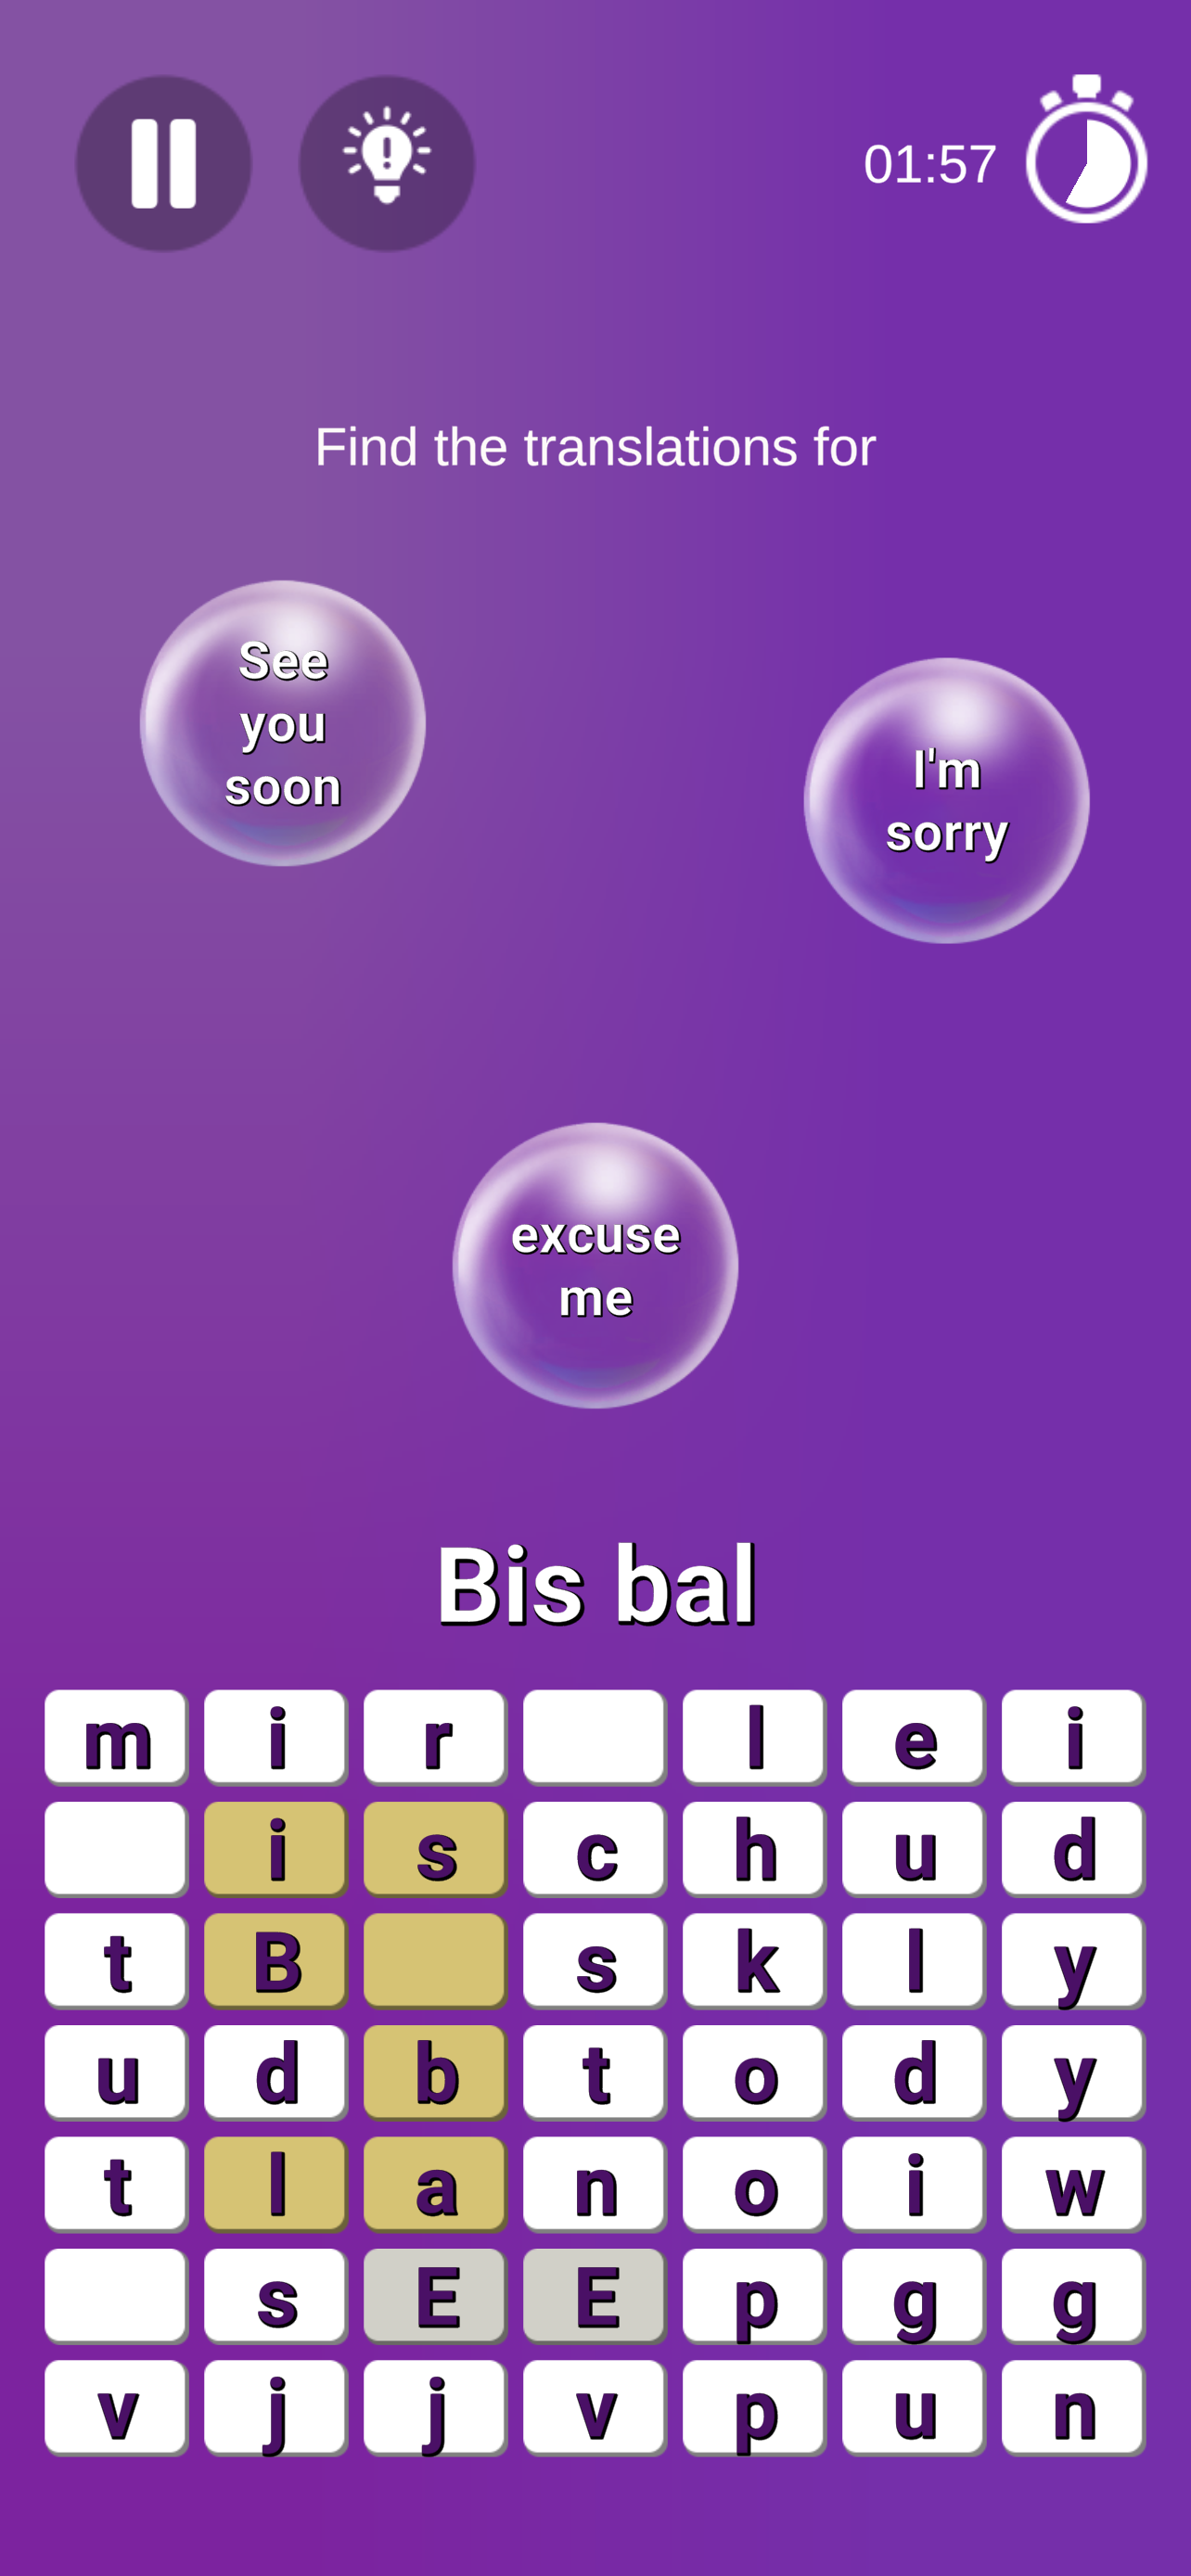 01:57
Find the translations for
See
you
soon
I'm
sorry
excuse
me
Bis bal
m i r l e i
i s c h u d
t B s k l y
u d b t o d y
t l a n o i w
s E E p g g
v j j v p u n